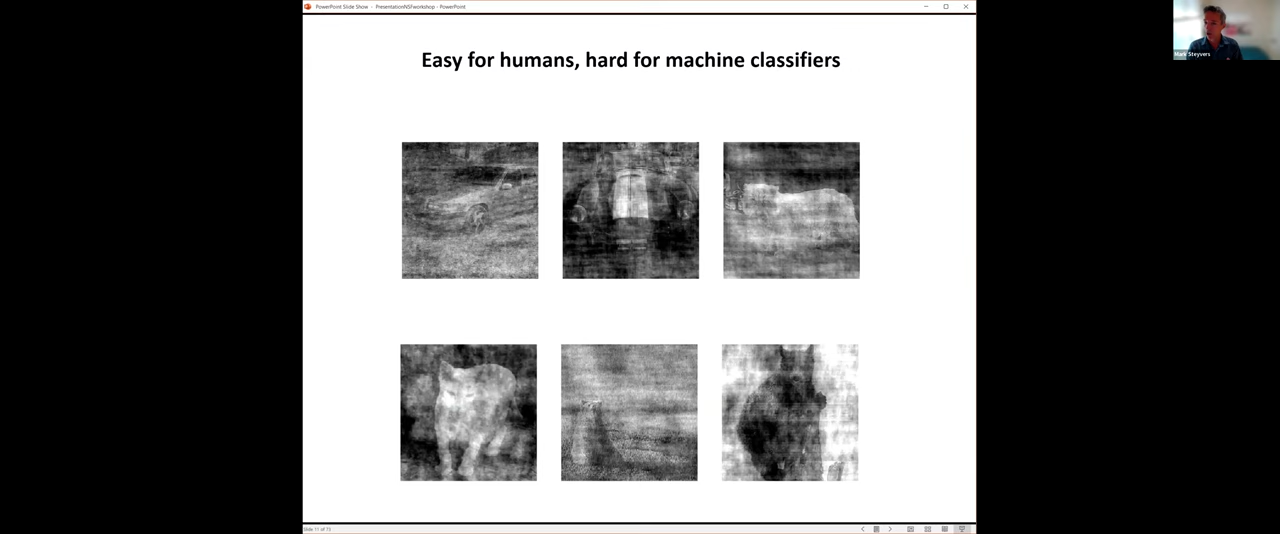 PowerPoint Slide Show - PresentationNSFworkshop - PowerPoint
Mark Steyvers
Easy for humans, hard for machine classifiers
Slide 11 of 73